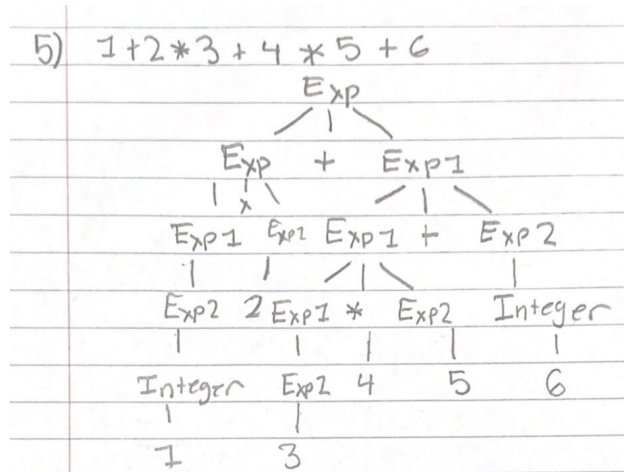 5) 1+2*3+4 *5+6
Exp
Exp + Exp1
x
Exp1 Exp1 Exp1 + Exp2
Exp2 2 Exp1 * Exp2 Integer
Integer Exp2 4 5 6
1 3